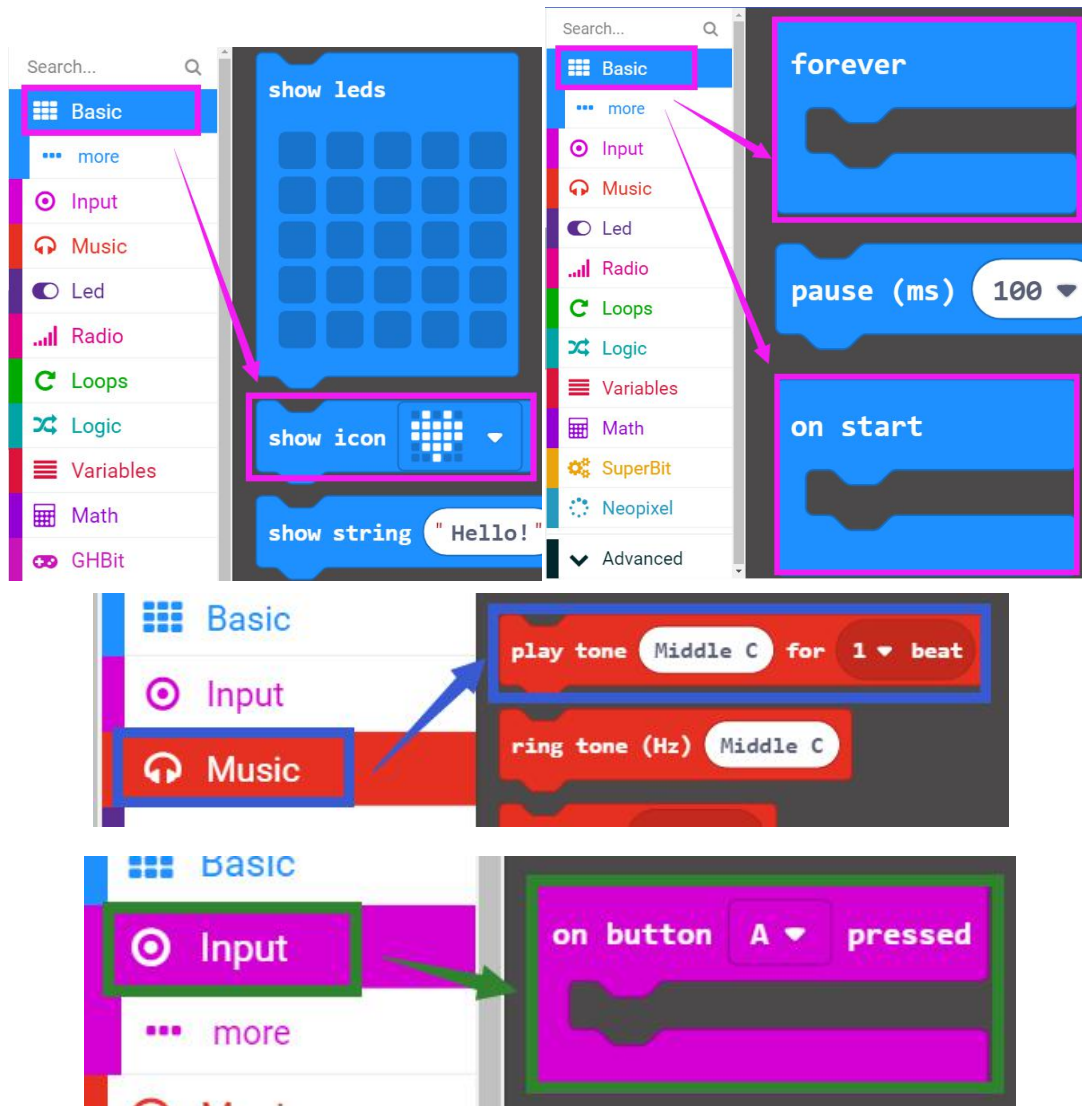 Search...
Basic
more
Input
Music
Led
Radio
Loops
Logic
Variables
Math
GHBit
show leds
show icon
show string "Hello!"
Search...
Basic
more
Input
Music
Led
Radio
Loops
Logic
Variables
Math
SuperBit
Neopixel
Advanced
forever
pause (ms) 100
on start
Basic
Input
Music
play tone Middle C for 1 beat
ring tone (Hz) Middle C
Basic
Input
more
on button A pressed